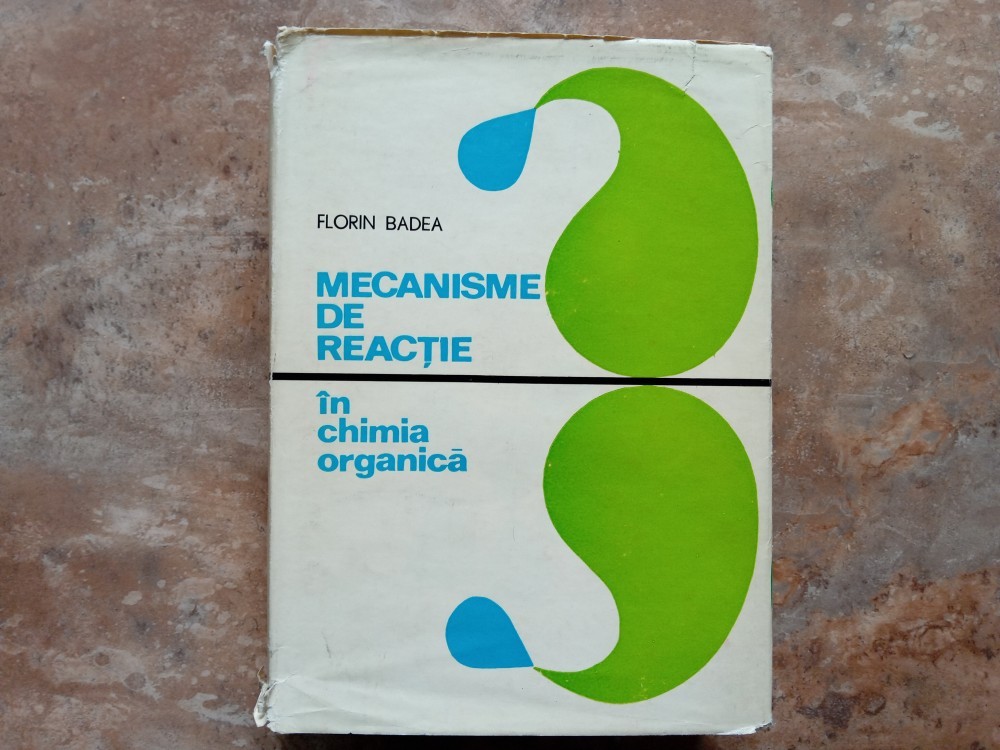 FLORIN BADEA
MECANISME
DE
REACȚIE
în
chimia
organică